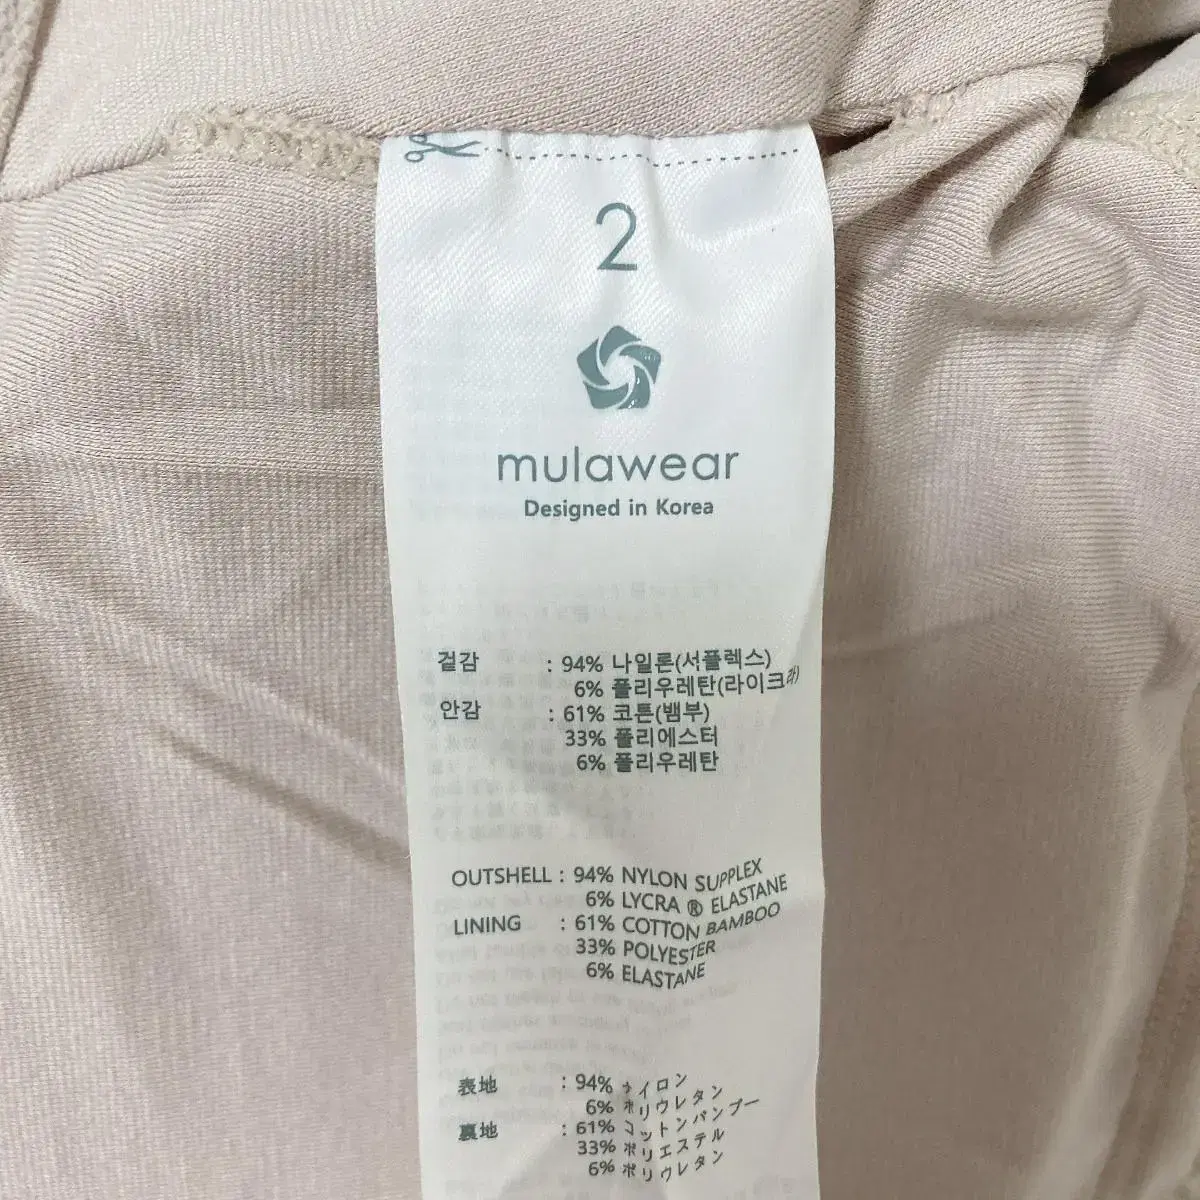 2
mulawear
Designed in Korea
겉감 : 94% 나일론(서플렉스)
6% 폴리우레탄(라이크라)
안감 : 61% 코튼(뱀부)
33% 폴리에스터
6% 폴리우레탄
OUTSHELL : 94% NYLON SUPPLEX
6% LYCRA ® ELASTANE
LINING : 61% COTTON BAMBOO
33% POLYESTER
6% ELASTANE
表地 : 94% ナイロン
6% ポリウレタン
裏地 : 61% コットンバンブー
33% ポリエステル
6% ポリウレタン